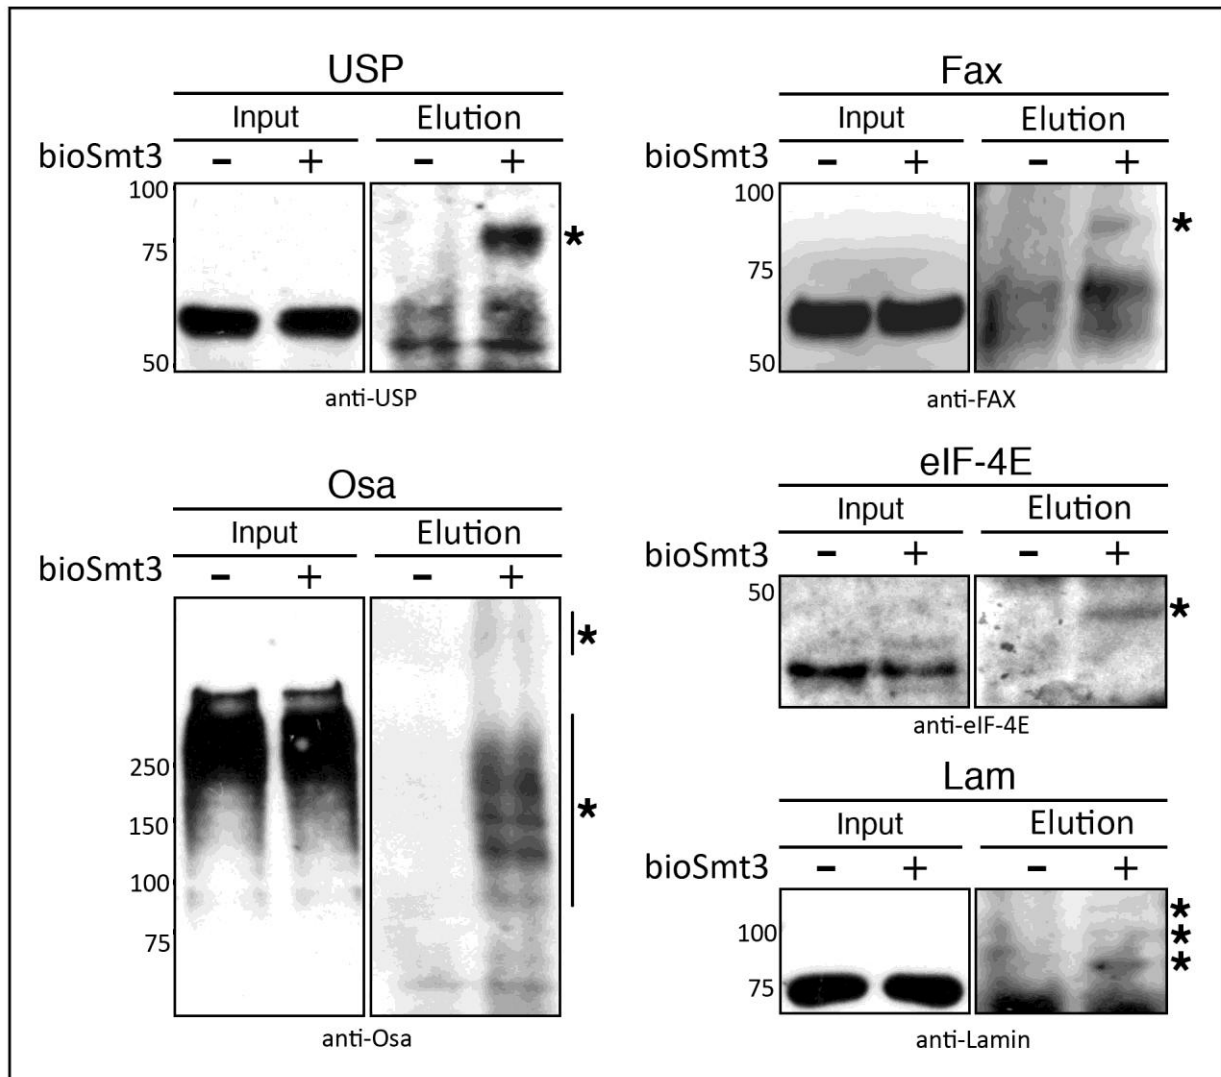 USP
Input Elution
bioSmt3 - +  - +
100
75
*
50
anti-USP
Fax
Input Elution
- +  - +
100
75
*
50
anti-FAX
Osa
Input Elution
bioSmt3 - +  - +
*
250
150
*
100
75
anti-Osa
eIF-4E
Input Elution
bioSmt3 - +  - +
50
*
anti-eIF-4E
Lam
Input Elution
bioSmt3 - +  - +
*
100
*
*
75
anti-Lamin